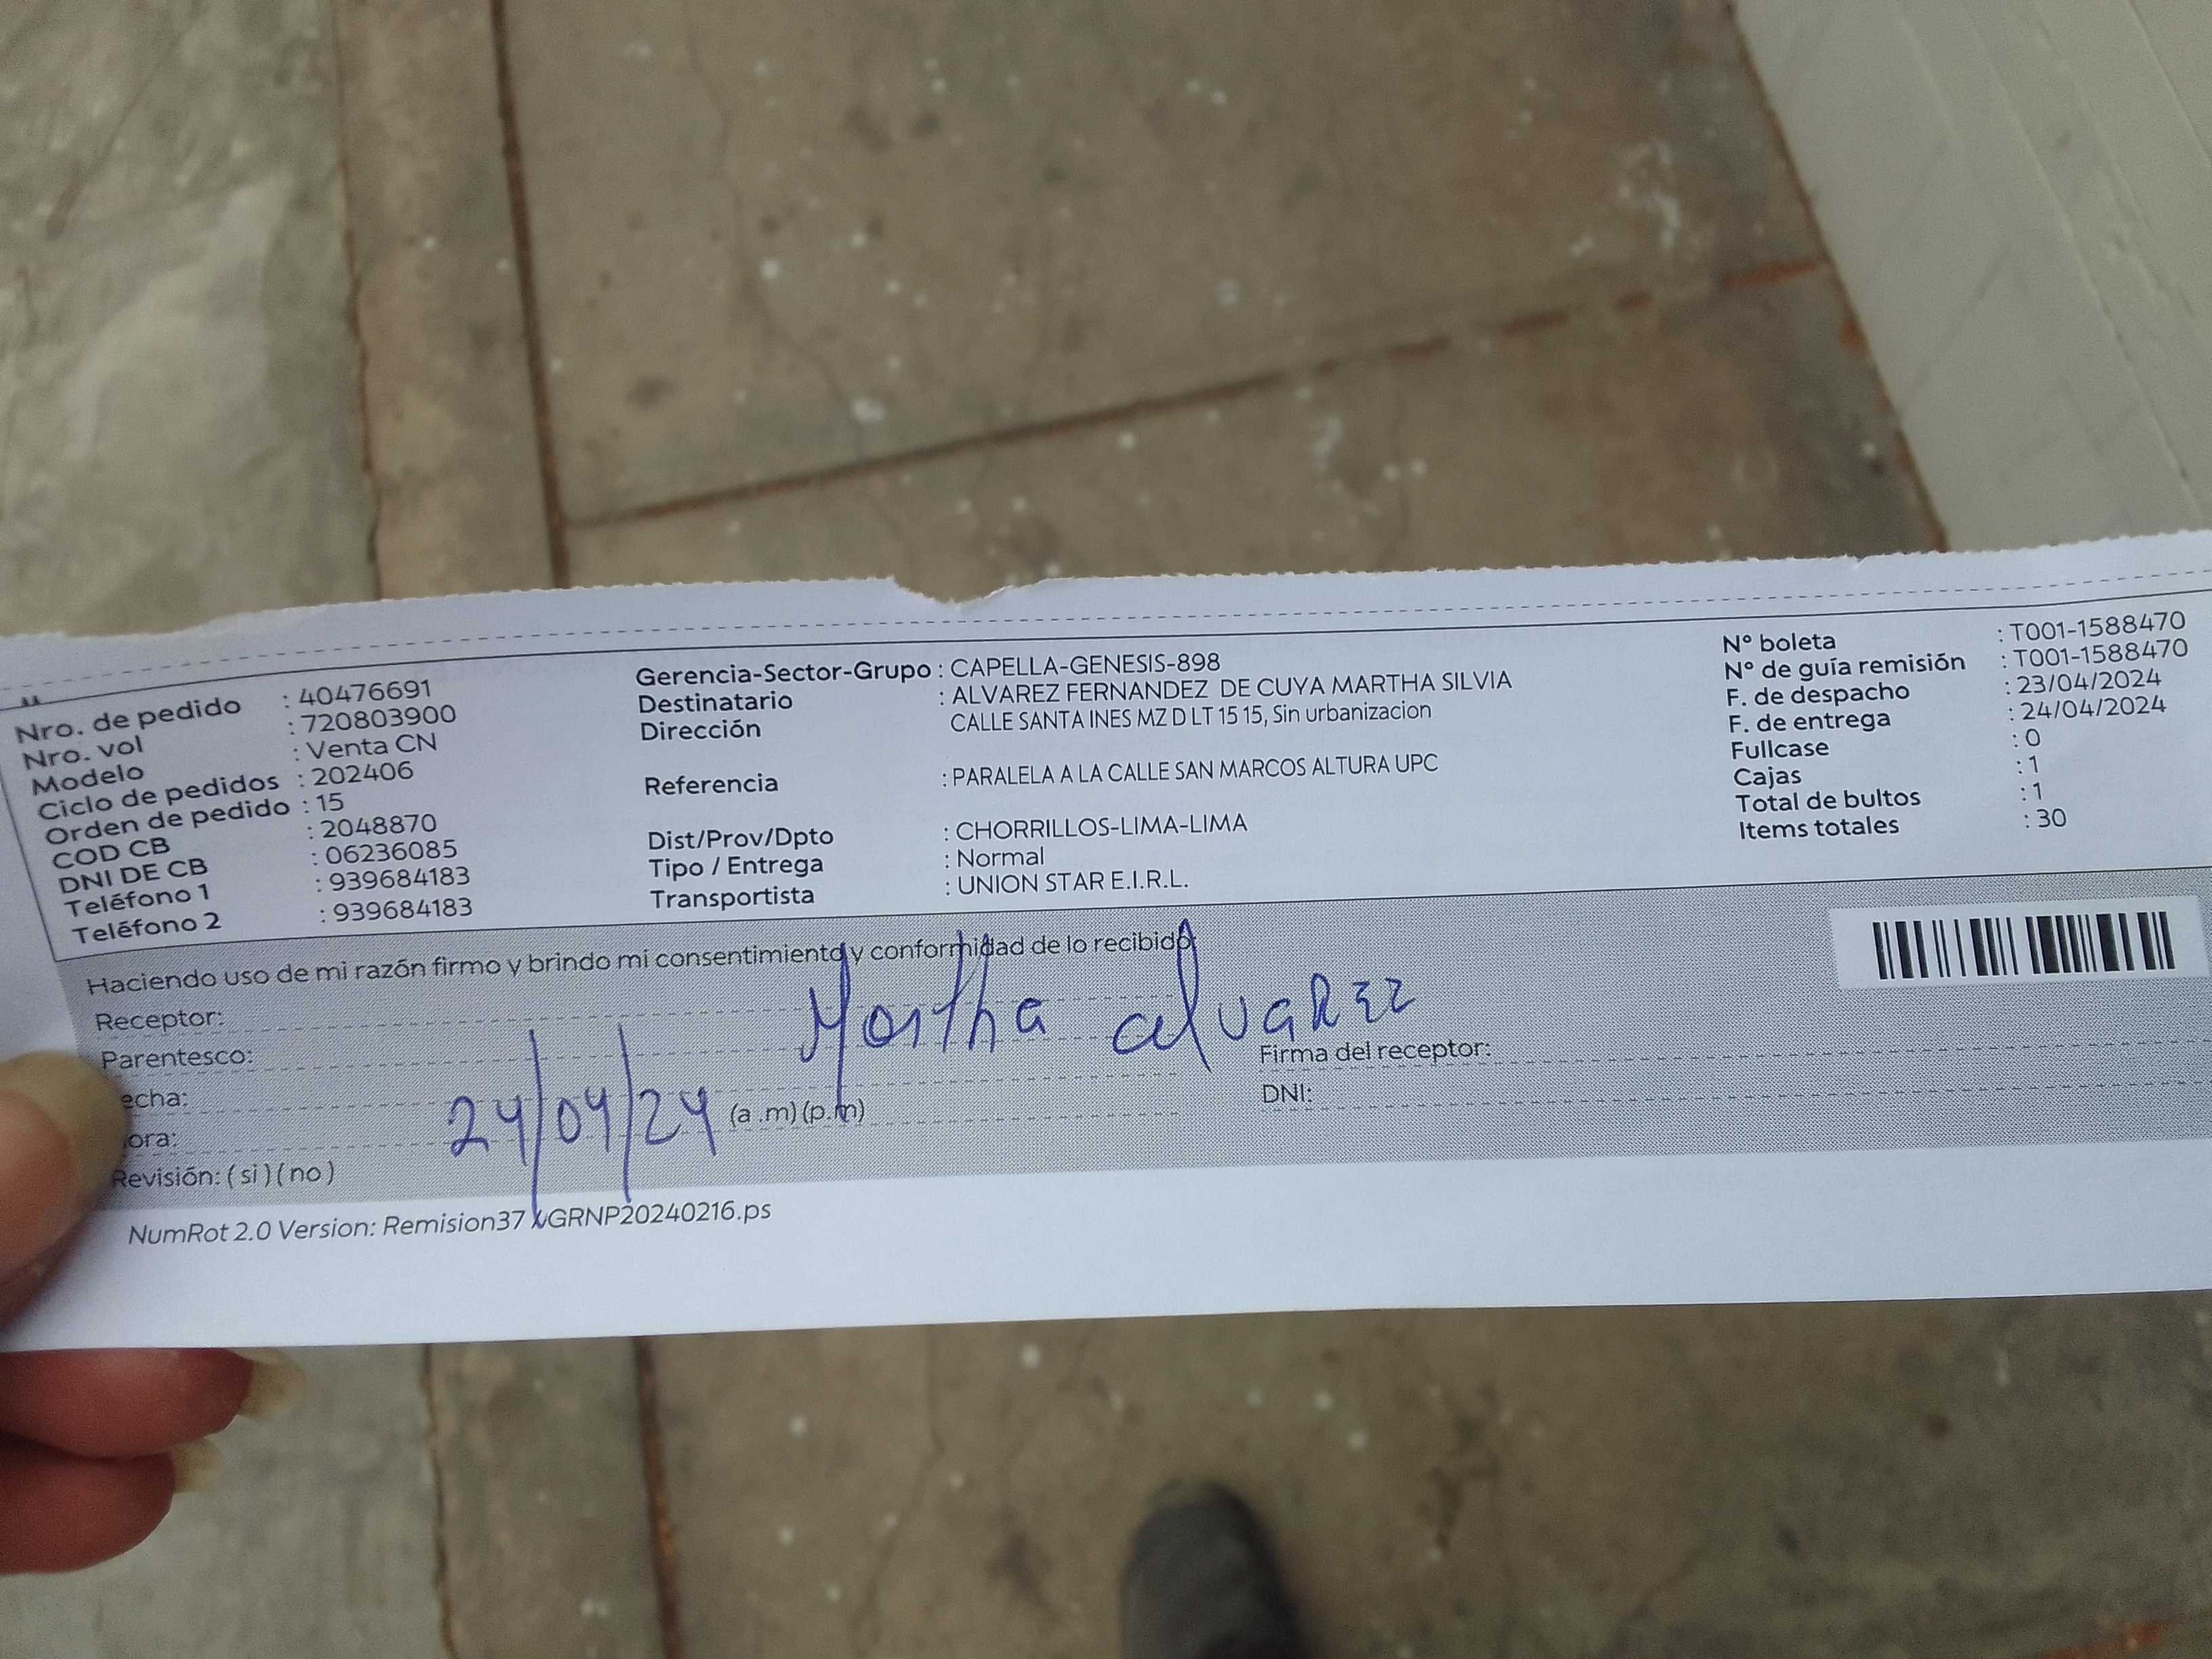 Nro. de pedido : 40476691
Nro. vol : 720803900
Modelo : Venta CN
Ciclo de pedidos : 202406
Orden de pedido : 15
COD CB : 2048870
DNI DE CB : 06236085
Teléfono 1 : 939684183
Teléfono 2 : 939684183
Gerencia-Sector-Grupo : CAPELLA-GENESIS-898
Destinatario : ALVAREZ FERNANDEZ DE CUYA MARTHA SILVIA
Dirección CALLE SANTA INES MZ D LT 15 15, Sin urbanizacion
Referencia : PARALELA A LA CALLE SAN MARCOS ALTURA UPC
Dist/Prov/Dpto : CHORRILLOS-LIMA-LIMA
Tipo / Entrega : Normal
Transportista : UNION STAR E.I.R.L.
N° boleta : T001-1588470
N° de guía remisión : T001-1588470
F. de despacho : 23/04/2024
F. de entrega : 24/04/2024
Fullcase : 0
Cajas : 1
Total de bultos : 1
Items totales : 30
Haciendo uso de mi razón firmo y brindo mi consentimiento y conformidad de lo recibido.
Receptor: Martha alvaREZ
Parentesco:
Firma del receptor:
echa: 24/04/24
DNI:
ora: (a .m) (p.m)
Revisión: ( si ) ( no )
NumRot 2.0 Version: Remision37 vGRNP20240216.ps